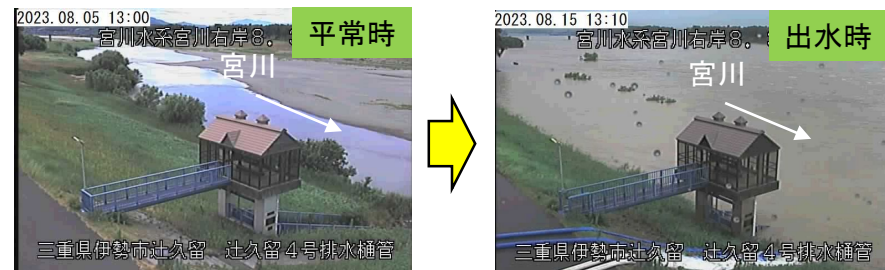 2023.08.05 13:00
平常時
宮川水系宮川右岸8.
宮川
三重県伊勢市辻久留 辻久留4号排水樋管
2023.08.15 13:10
出水時
宮川水系宮川右岸8.
宮川
三重県伊勢市辻久留 辻久留4号排水樋管